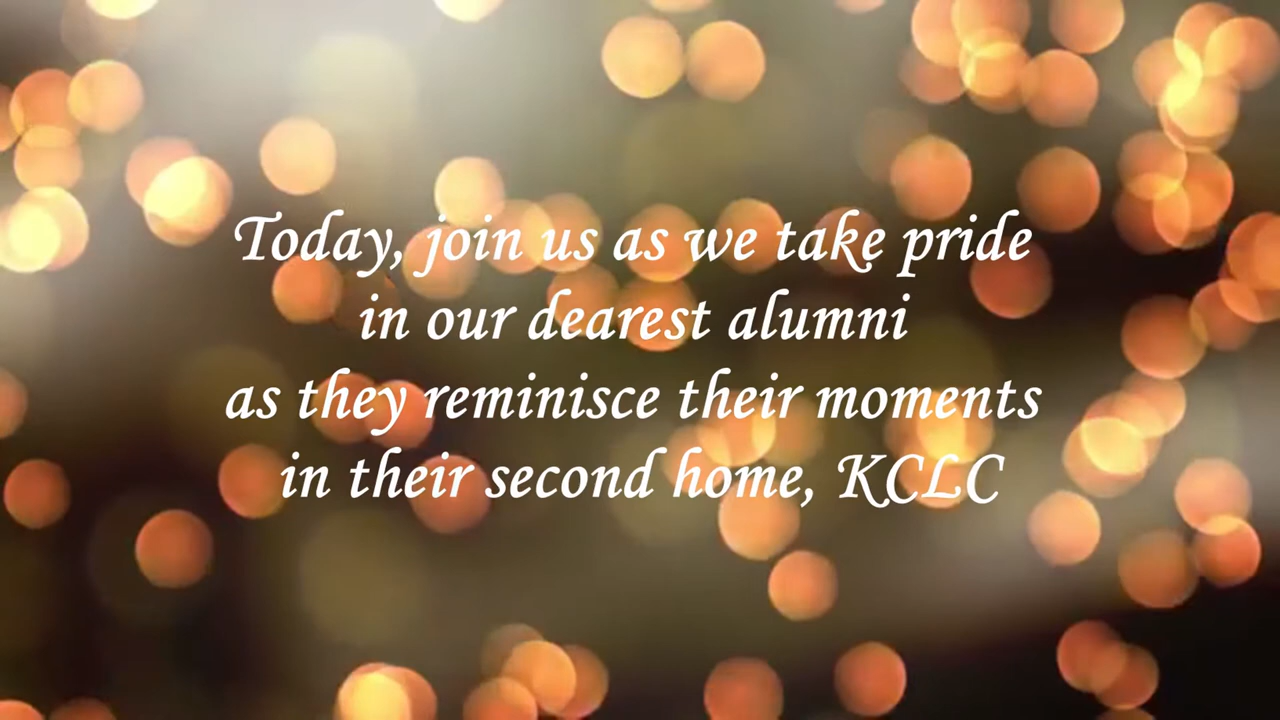 Today, join us as we take pride
in our dearest alumni
as they reminisce their moments
in their second home, KCLC